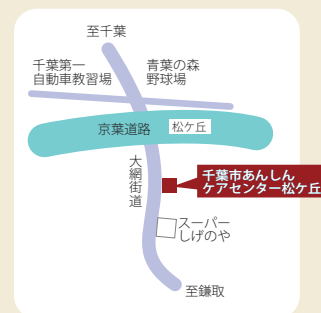 至千葉
千葉第一
自動車教習場
青葉の森
野球場
京葉道路
松ケ丘
大網街道
千葉市あんしん
ケアセンター松ケ丘
スーパー
しげのや
至鎌取